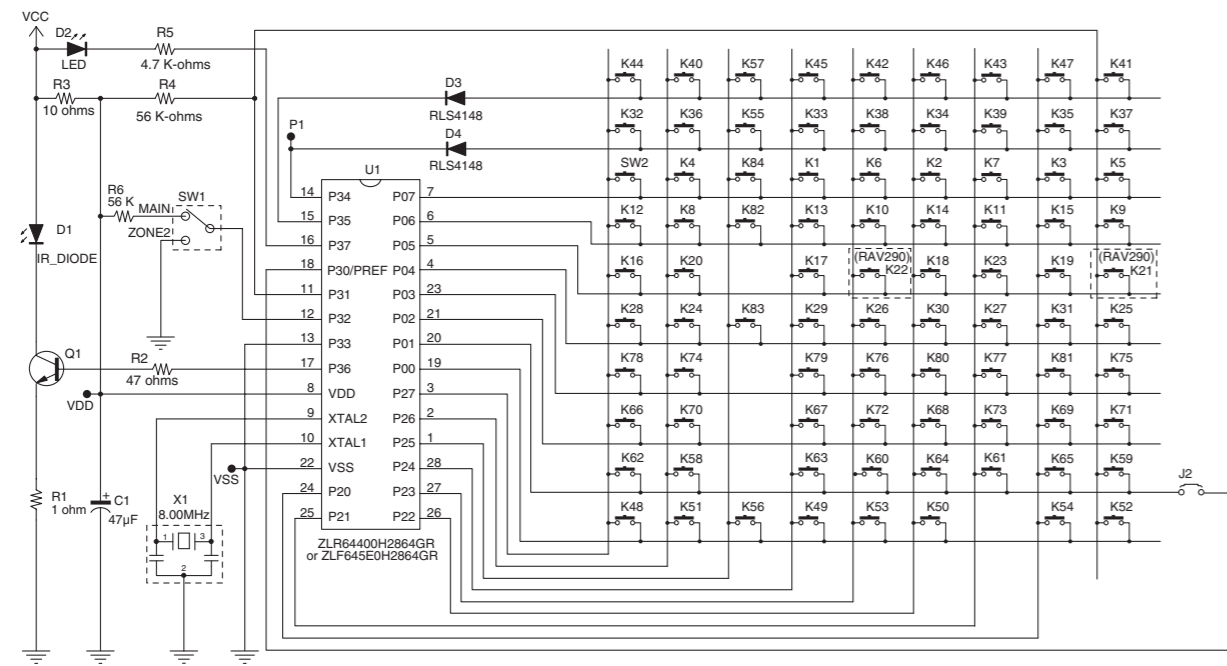 VCC
D2
LED
R5
4.7 K-ohms
R3
10 ohms
R4
56 K-ohms
D3
RLS4148
P1
D4
RLS4148
R6
56 K
MAIN
SW1
ZONE2
D1
IR_DIODE
Q1
R2
47 ohms
VDD
VSS
R1
1 ohm
+
C1
47µF
X1
8.00MHz
1
3
2
U1
14 P34 P07 7
15 P35 P06 6
16 P37 P05 5
18 P30/PREF P04 4
11 P31 P03 23
12 P32 P02 21
13 P33 P01 20
17 P36 P00 19
8 VDD P27 3
9 XTAL2 P26 2
10 XTAL1 P25 1
22 VSS P24 28
24 P20 P23 27
25 P21 P22 26
ZLR64400H2864GR
or ZLF645E0H2864GR
K44 K40 K57 K45 K42 K46 K43 K47 K41
K32 K36 K55 K33 K38 K34 K39 K35 K37
SW2 K4 K84 K1 K6 K2 K7 K3 K5
K12 K8 K82 K13 K10 K14 K11 K15 K9
(RAV290) (RAV290)
K16 K20 K17 K22 K18 K23 K19 K21
K28 K24 K83 K29 K26 K30 K27 K31 K25
K78 K74 K79 K76 K80 K77 K81 K75
K66 K70 K67 K72 K68 K73 K69 K71
K62 K58 K63 K60 K64 K61 K65 K59
J2
K48 K51 K56 K49 K53 K50 K54 K52